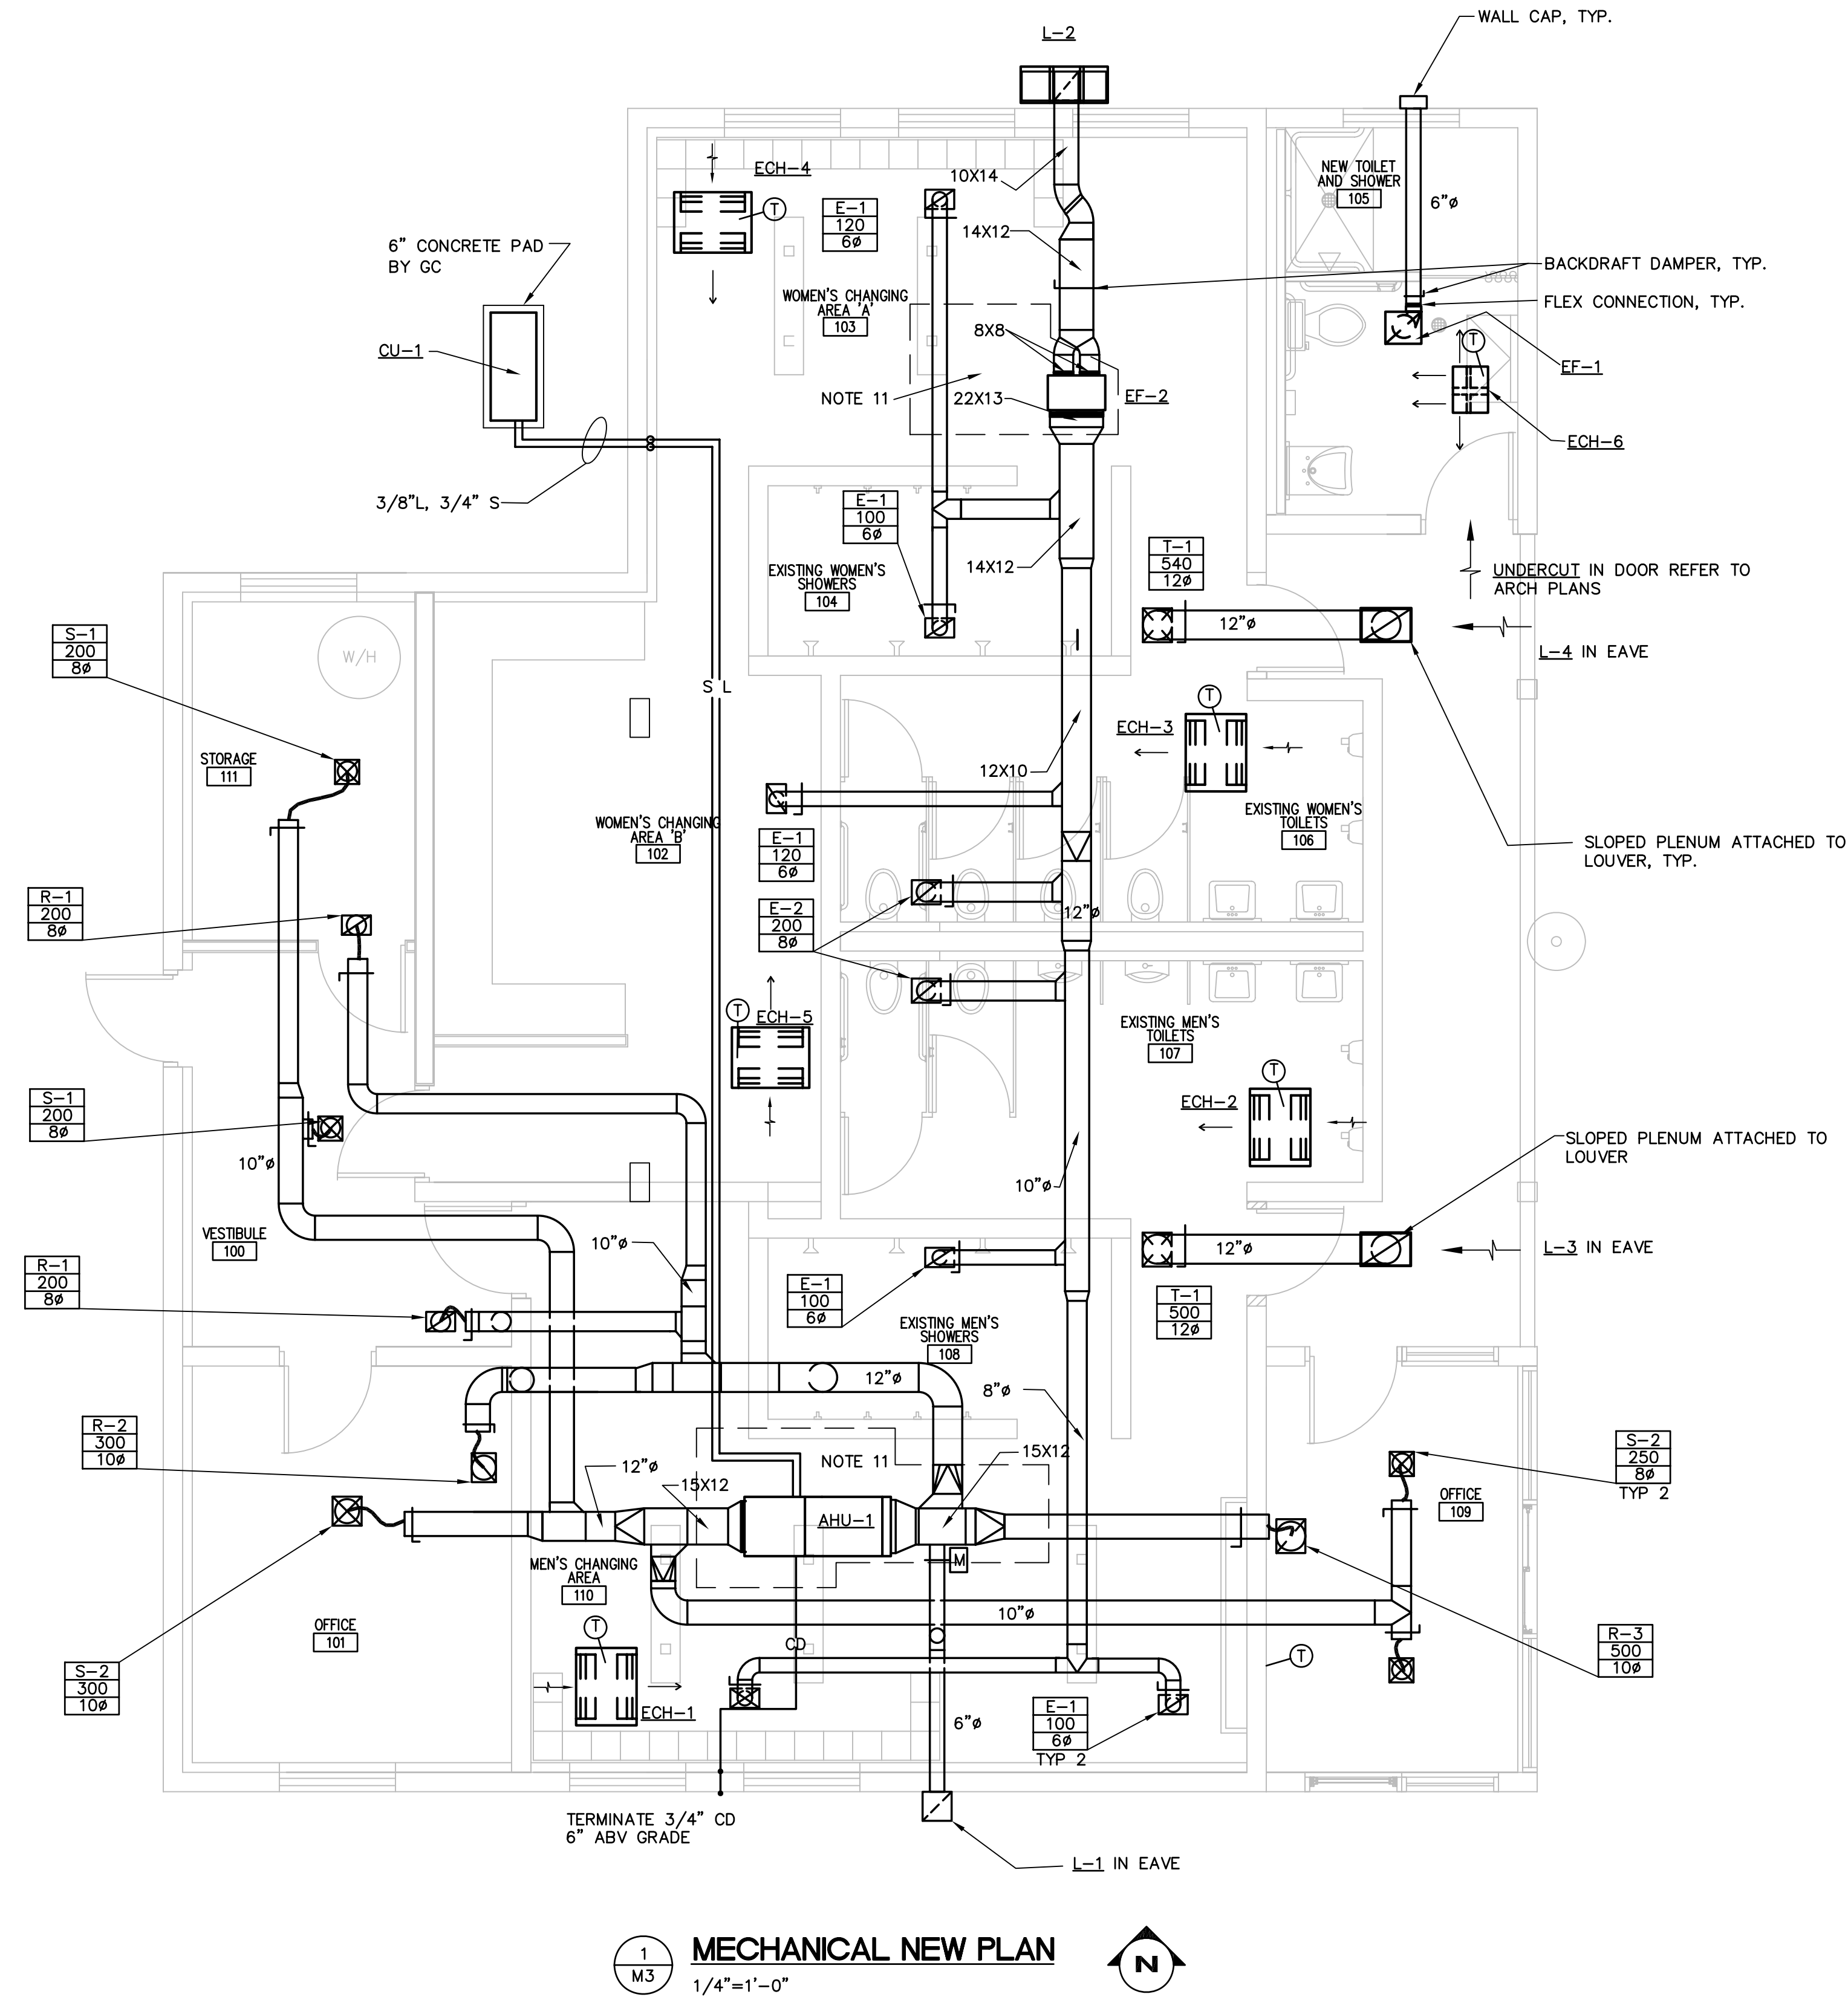 WALL CAP, TYP.
L-2
ECH-4
E-1
120
6ø
10X14
NEW TOILET
AND SHOWER
105
6"ø
14X12
6" CONCRETE PAD
BY GC
BACKDRAFT DAMPER, TYP.
WOMEN'S CHANGING
AREA 'A'
103
FLEX CONNECTION, TYP.
8X8
CU-1
T
T
EF-1
NOTE 11
22X13
EF-2
ECH-6
3/8"L, 3/4" S
E-1
100
6ø
14X12
T-1
540
12ø
EXISTING WOMEN'S
SHOWERS
104
UNDERCUT IN DOOR REFER TO
ARCH PLANS
12"ø
S-1
200
8ø
W/H
L-4 IN EAVE
S L
T
ECH-3
STORAGE
111
12X10
WOMEN'S CHANGING
AREA 'B'
102
E-1
120
6ø
EXISTING WOMEN'S
TOILETS
106
SLOPED PLENUM ATTACHED TO
LOUVER, TYP.
R-1
200
8ø
E-2
200
8ø
12"ø
T
ECH-5
EXISTING MEN'S
TOILETS
107
T
ECH-2
S-1
200
8ø
SLOPED PLENUM ATTACHED TO
LOUVER
10"ø
10"ø
VESTIBULE
100
10"ø
12"ø
L-3 IN EAVE
R-1
200
8ø
E-1
100
6ø
T-1
500
12ø
EXISTING MEN'S
SHOWERS
108
12"ø
8"ø
R-2
300
10ø
NOTE 11
15X12
12"ø
15X12
S-2
250
8ø
TYP 2
OFFICE
109
AHU-1
M
MEN'S CHANGING
AREA
110
10"ø
OFFICE
101
T
CD
T
R-3
500
10ø
S-2
300
10ø
ECH-1
6"ø
E-1
100
6ø
TYP 2
TERMINATE 3/4" CD
6" ABV GRADE
L-1 IN EAVE
1
M3
MECHANICAL NEW PLAN
1/4"=1'-0"
N